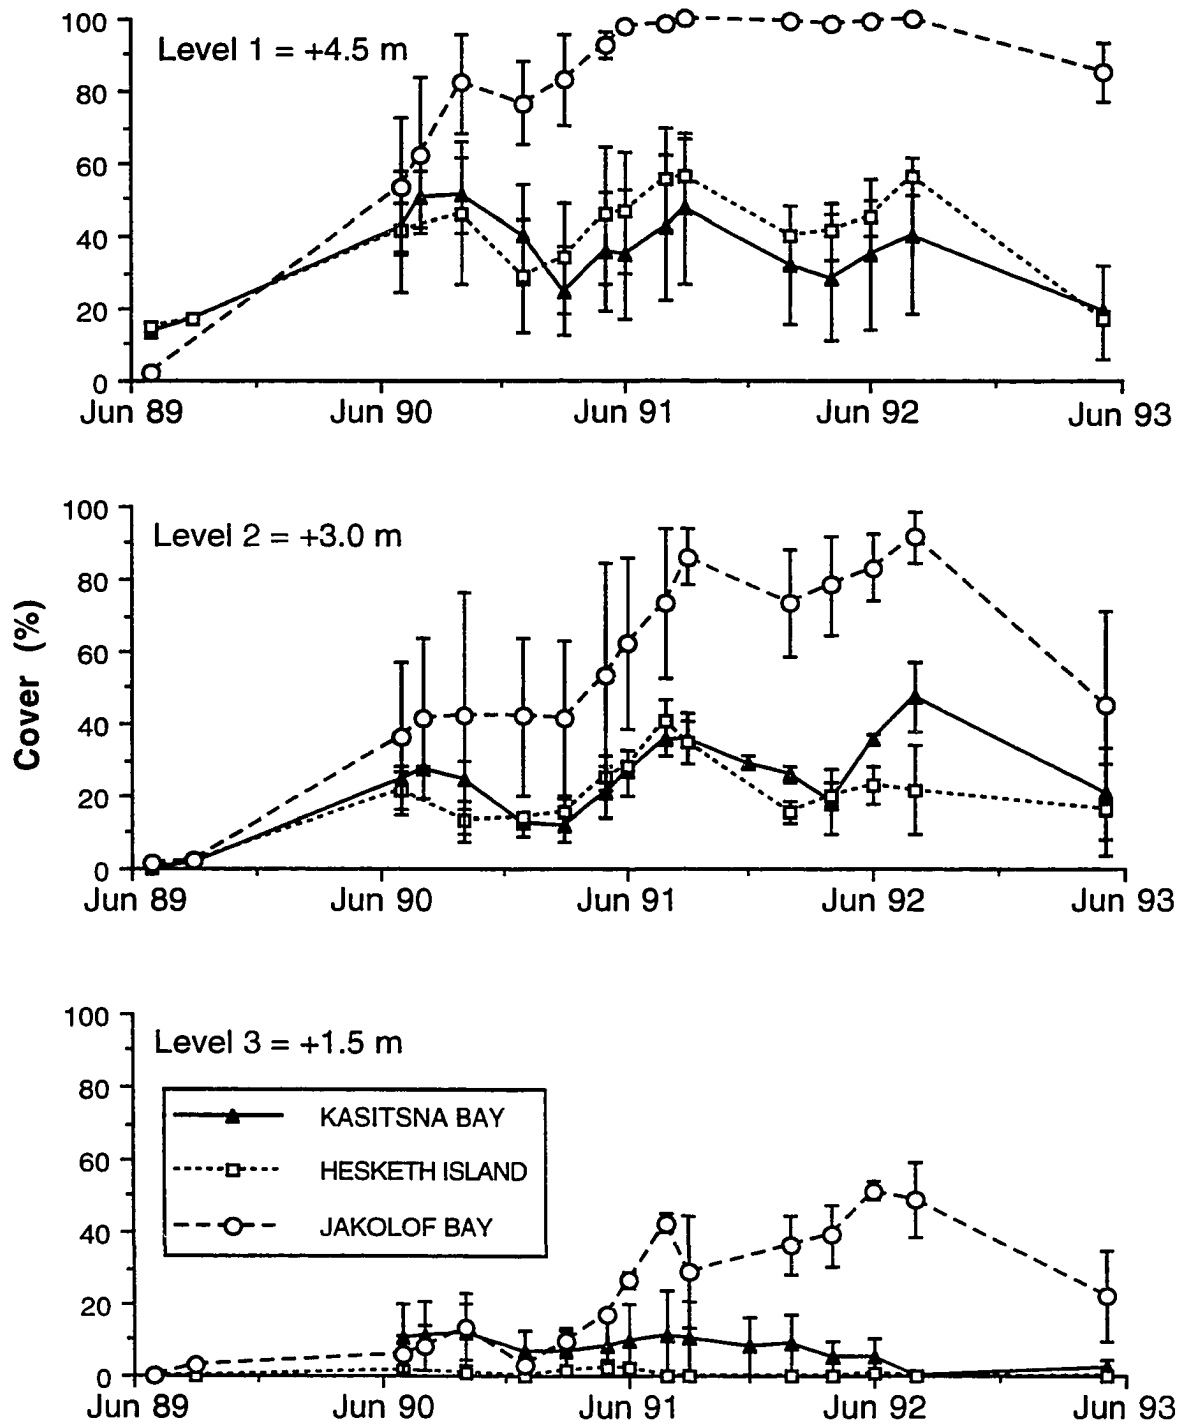 Level 1 = +4.5 m
100
80
60
40
20
0
Jun 89 Jun 90 Jun 91 Jun 92 Jun 93
Cover (%)
Level 2 = +3.0 m
100
80
60
40
20
0
Jun 89 Jun 90 Jun 91 Jun 92 Jun 93
Level 3 = +1.5 m
100
80
60
40
20
0
KASITSNA BAY
HESKETH ISLAND
JAKOLOF BAY
Jun 89 Jun 90 Jun 91 Jun 92 Jun 93